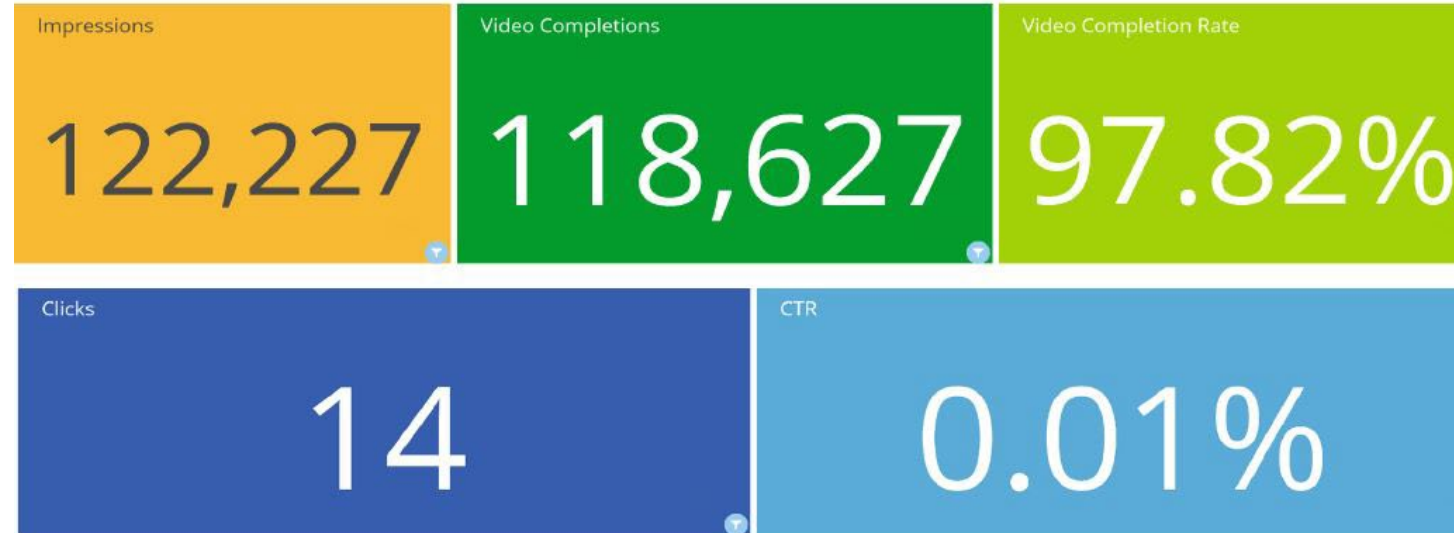 Impressions
122,227
Video Completions
118,627
Video Completion Rate
97.82%
Clicks
14
CTR
0.01%